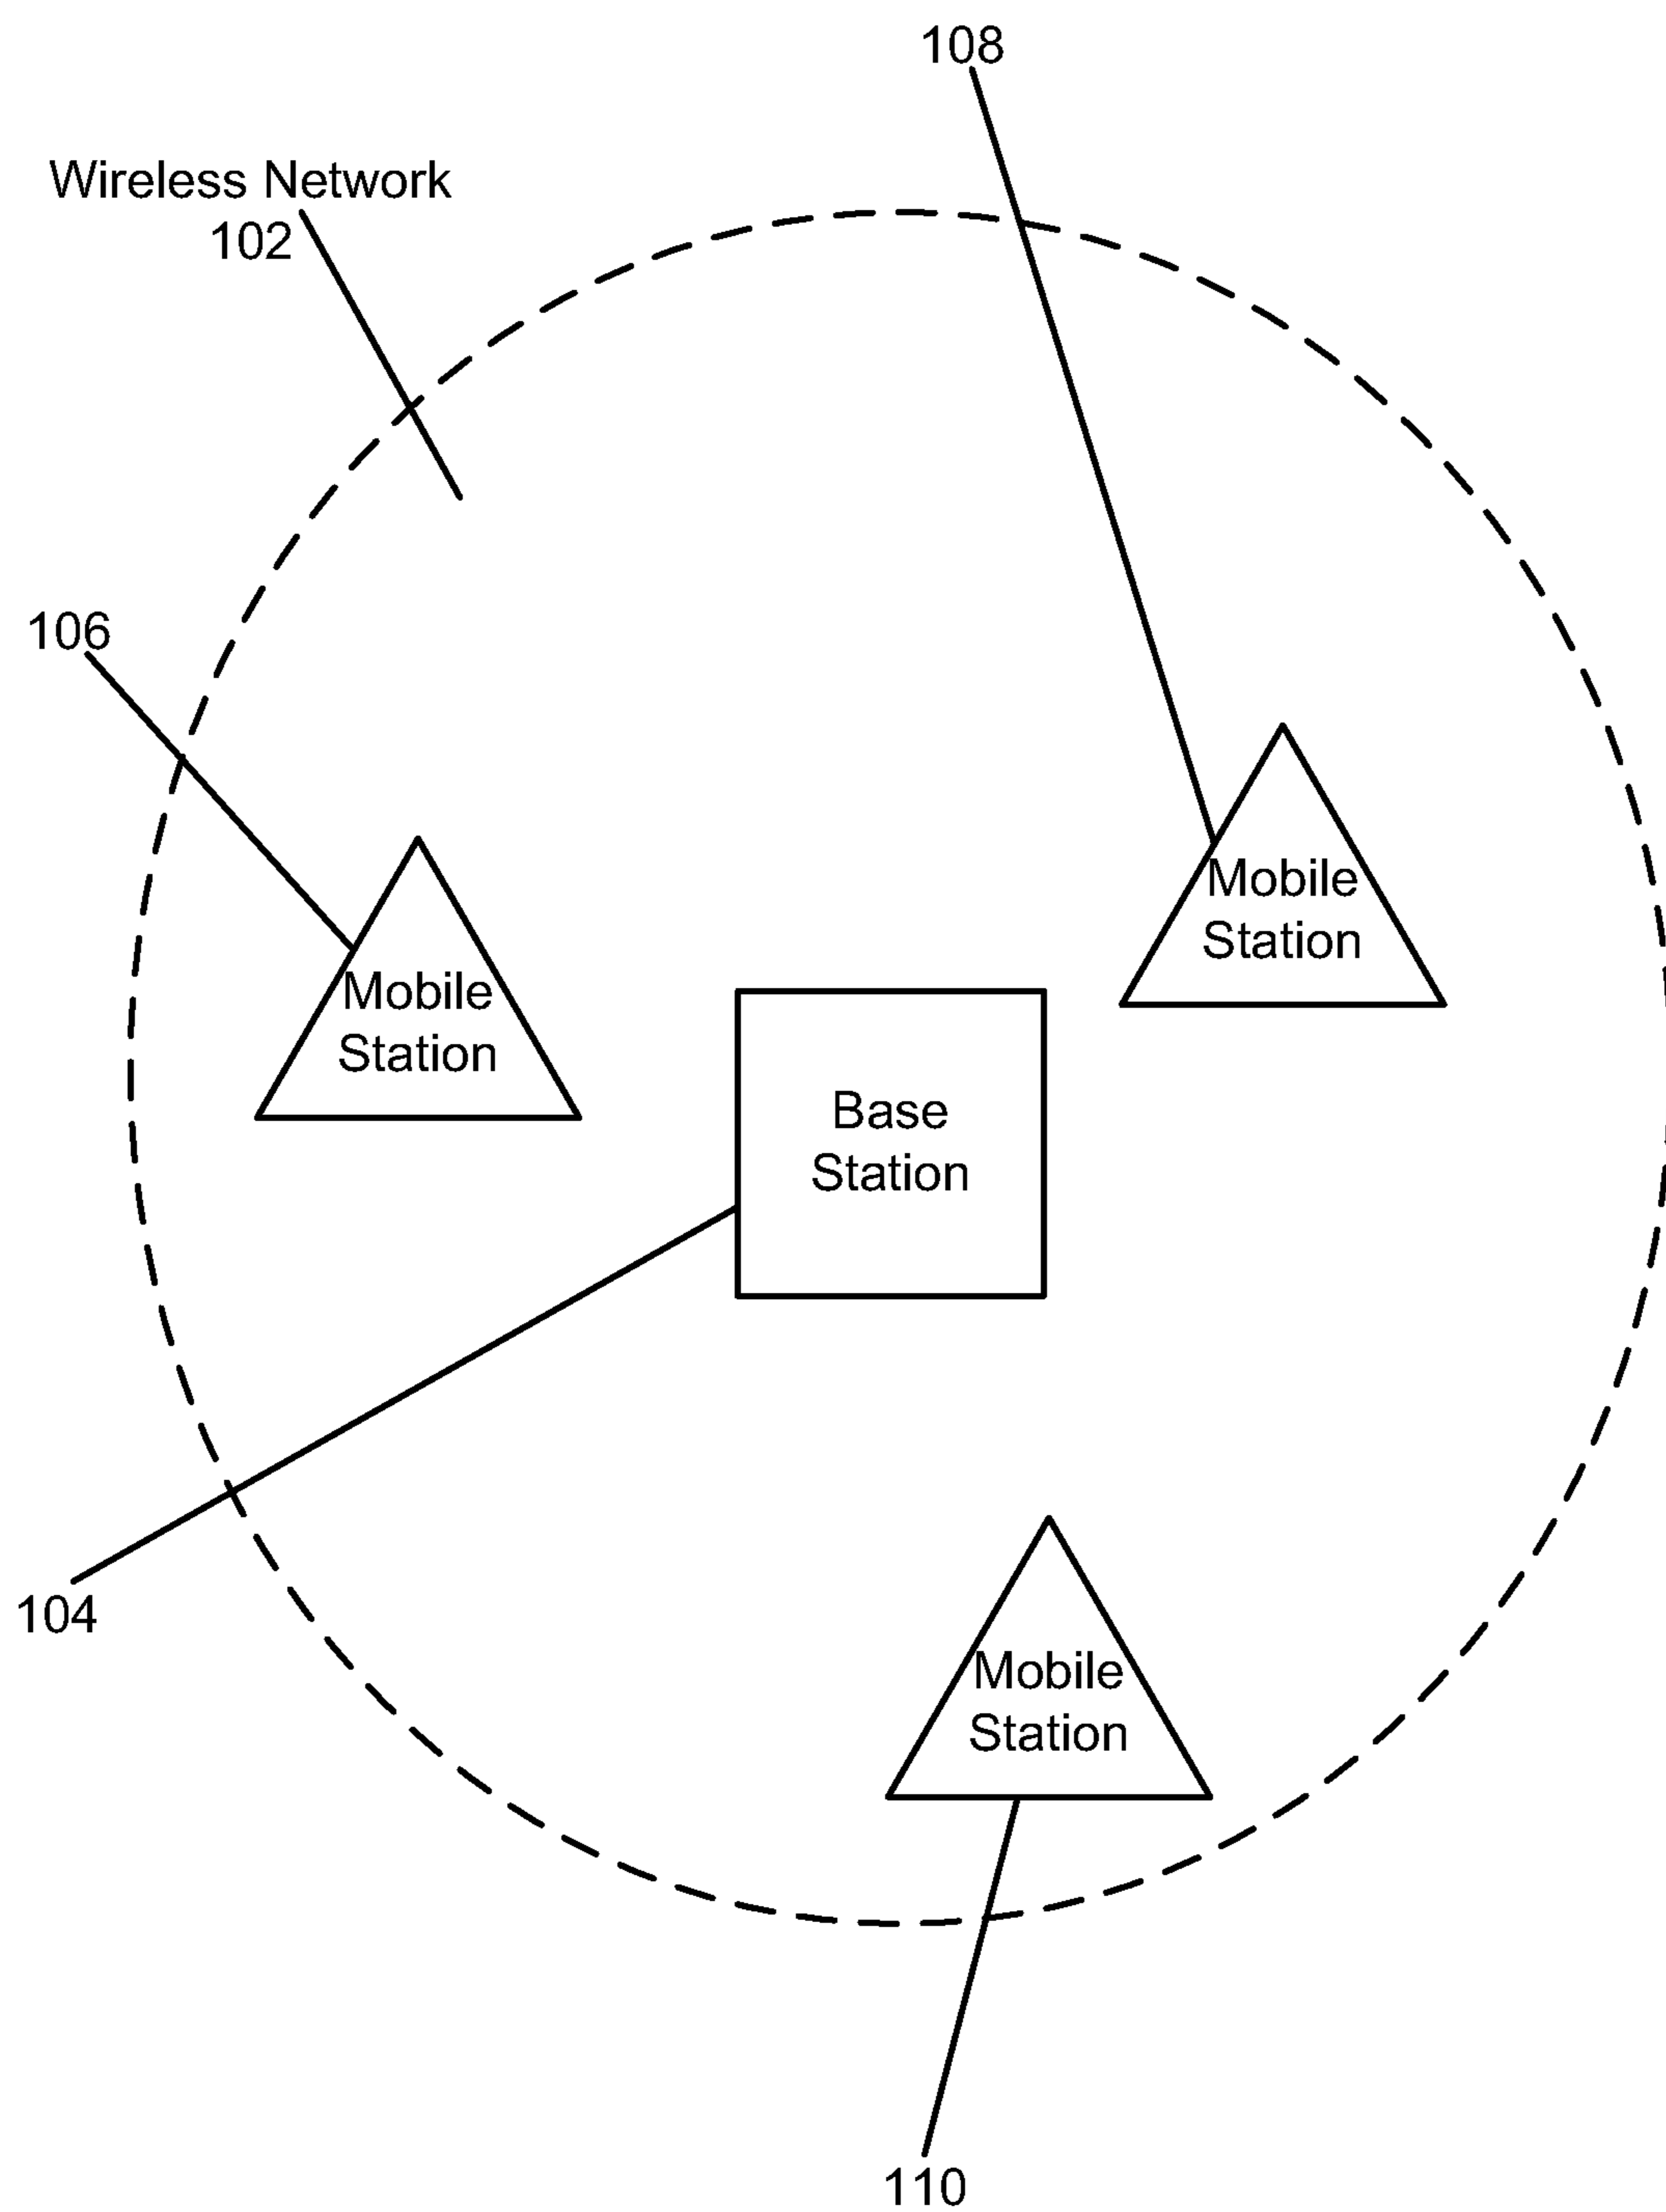 108
Wireless Network
102
106
Mobile
Station
Mobile
Station
Base
Station
104
Mobile
Station
110